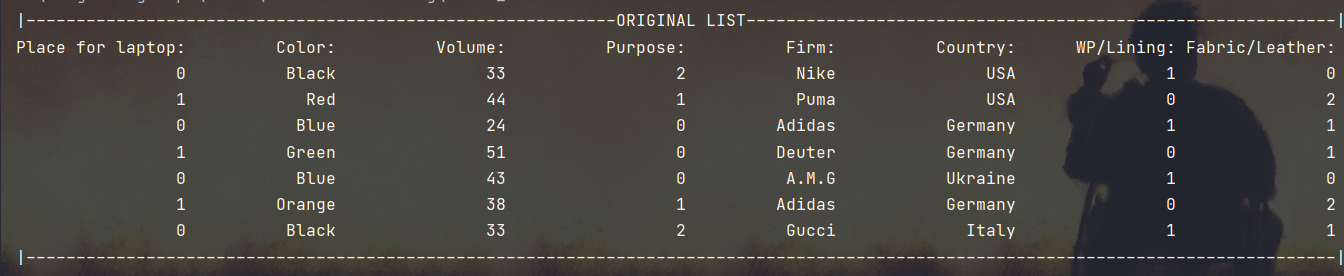 |-----------------------------------------------------------ORIGINAL LIST-----------------------------------------------------------|
Place for laptop: Color: Volume: Purpose: Firm: Country: WP/Lining: Fabric/Leather:
0 Black 33 2 Nike USA 1 0
1 Red 44 1 Puma USA 0 2
0 Blue 24 0 Adidas Germany 1 1
1 Green 51 0 Deuter Germany 0 1
0 Blue 43 0 A.M.G Ukraine 1 0
1 Orange 38 1 Adidas Germany 0 2
0 Black 33 2 Gucci Italy 1 1
|-----------------------------------------------------------------------------------------------------------------------------------|